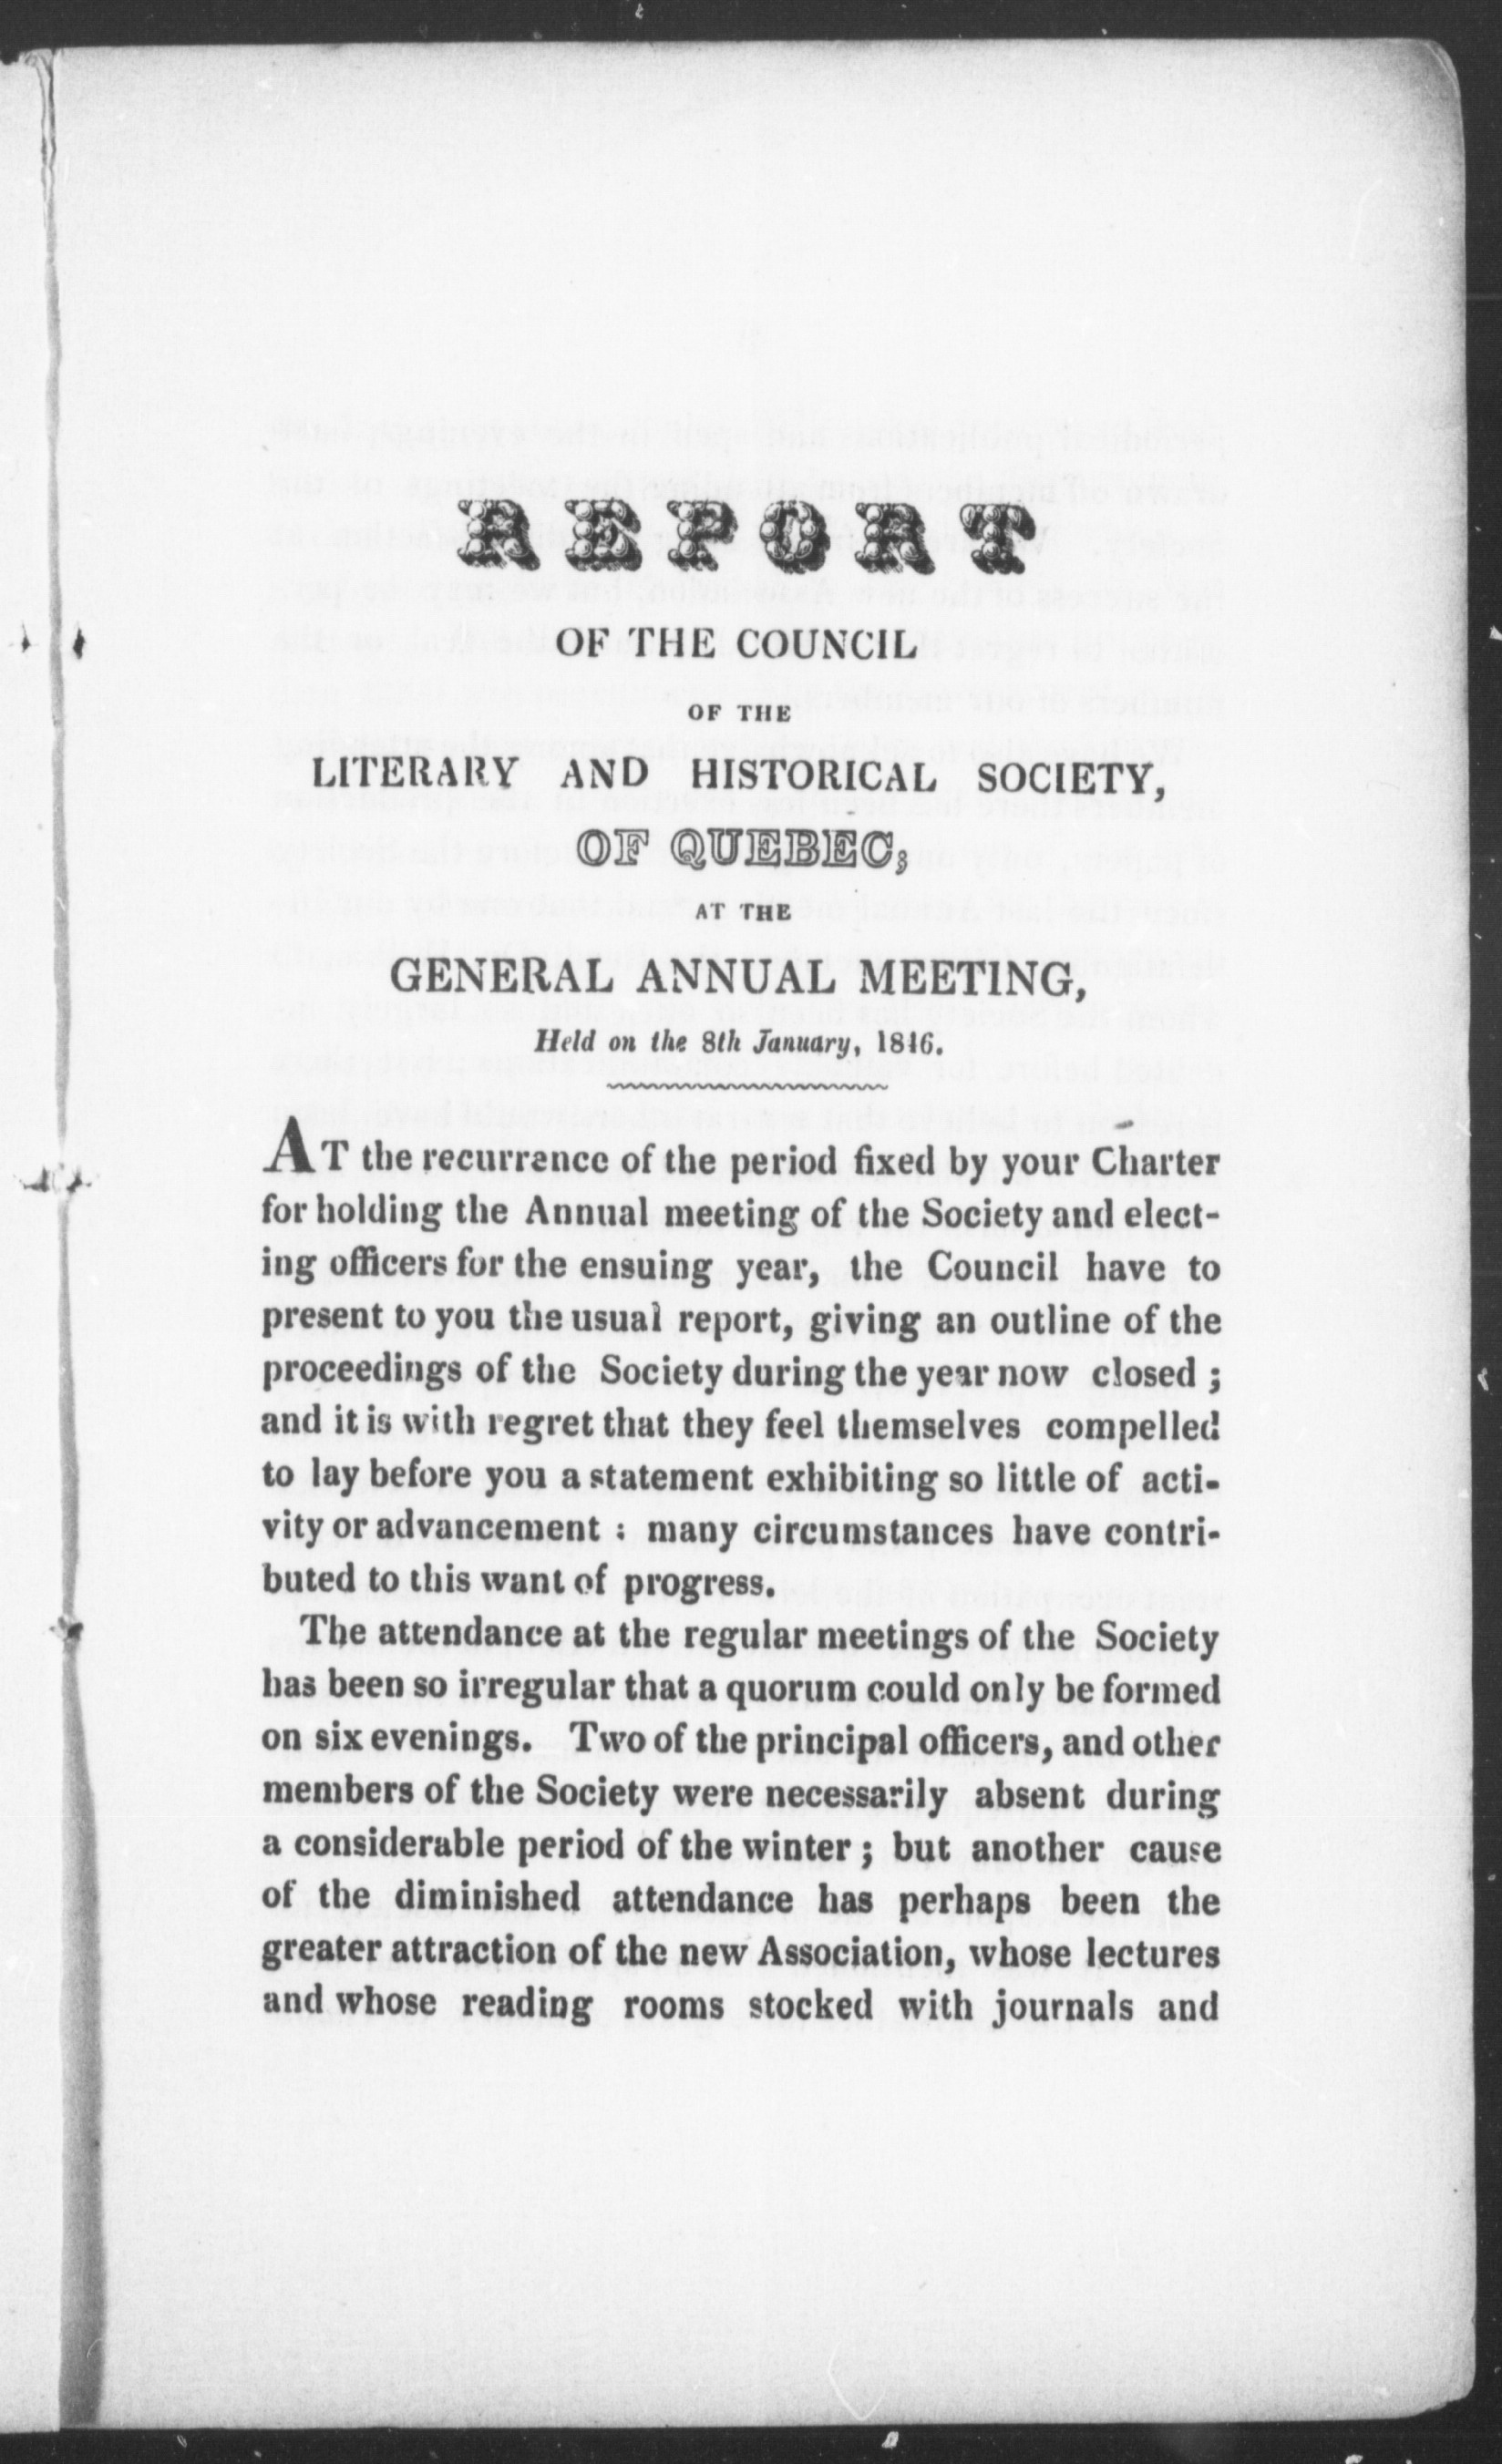 REPORT
OF THE COUNCIL
OF THE
LITERARY AND HISTORICAL SOCIETY,
OF QUEBEC;
AT THE
GENERAL ANNUAL MEETING,
Held on the 8th January, 1846.
AT the recurrence of the period fixed by your Charter
for holding the Annual meeting of the Society and elect-
ing officers for the ensuing year, the Council have to
present to you the usual report, giving an outline of the
proceedings of the Society during the year now closed ;
and it is with regret that they feel themselves compelled
to lay before you a statement exhibiting so little of acti-
vity or advancement : many circumstances have contri-
buted to this want of progress.
The attendance at the regular meetings of the Society
has been so irregular that a quorum could only be formed
on six evenings. Two of the principal officers, and other
members of the Society were necessarily absent during
a considerable period of the winter ; but another cause
of the diminished attendance has perhaps been the
greater attraction of the new Association, whose lectures
and whose reading rooms stocked with journals and